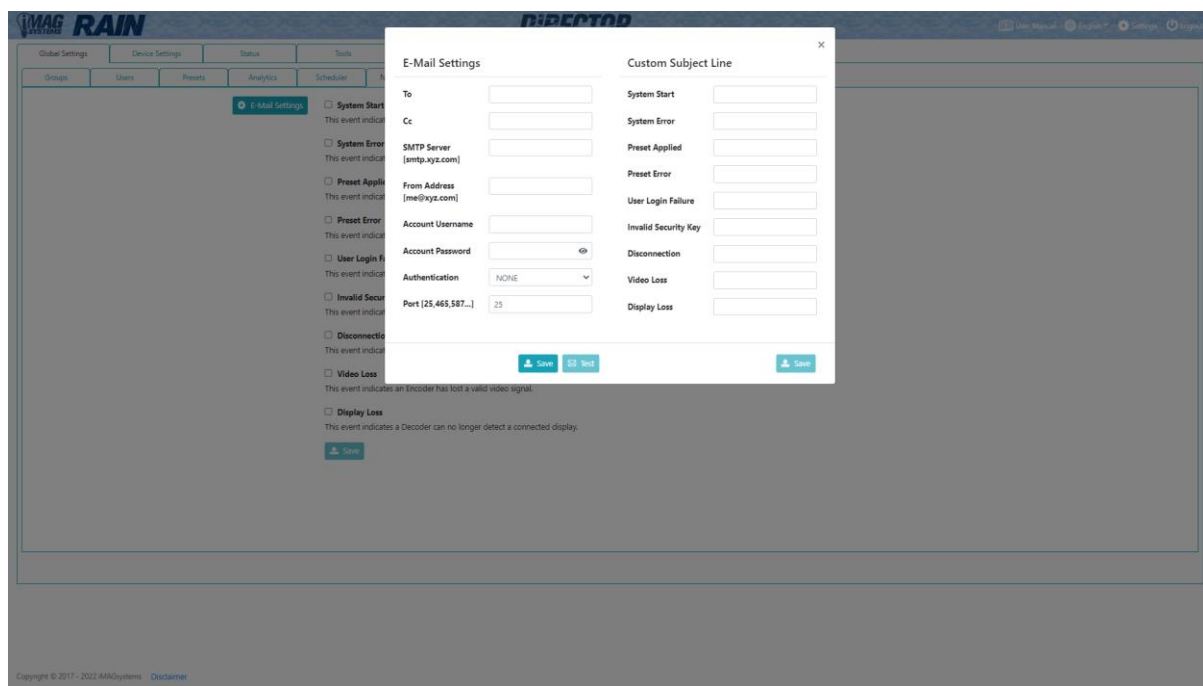 iMAG SYSTEMS RAIN
DiRECTOR
User Manual English Settings Logout
Global Settings Device Settings Status Tools
Groups Users Presets Analytics Scheduler N
E-Mail Settings
System Start
This event indicat
System Error
This event indicat
Preset Applie
This event indicat
Preset Error
This event indicat
User Login Fa
This event indicat
Invalid Secur
This event indicat
Disconnectio
This event indicat
Video Loss
This event indicates an Encoder has lost a valid video signal.
Display Loss
This event indicates a Decoder can no longer detect a connected display.
Save
×
E-Mail Settings
To
Cc
SMTP Server
[smtp.xyz.com]
From Address
[me@xyz.com]
Account Username
Account Password
Authentication NONE
Port [25,465,587...] 25
Save Test
Custom Subject Line
System Start
System Error
Preset Applied
Preset Error
User Login Failure
Invalid Security Key
Disconnection
Video Loss
Display Loss
Save
Copyright © 2017 - 2022 iMAGsystems Disclaimer